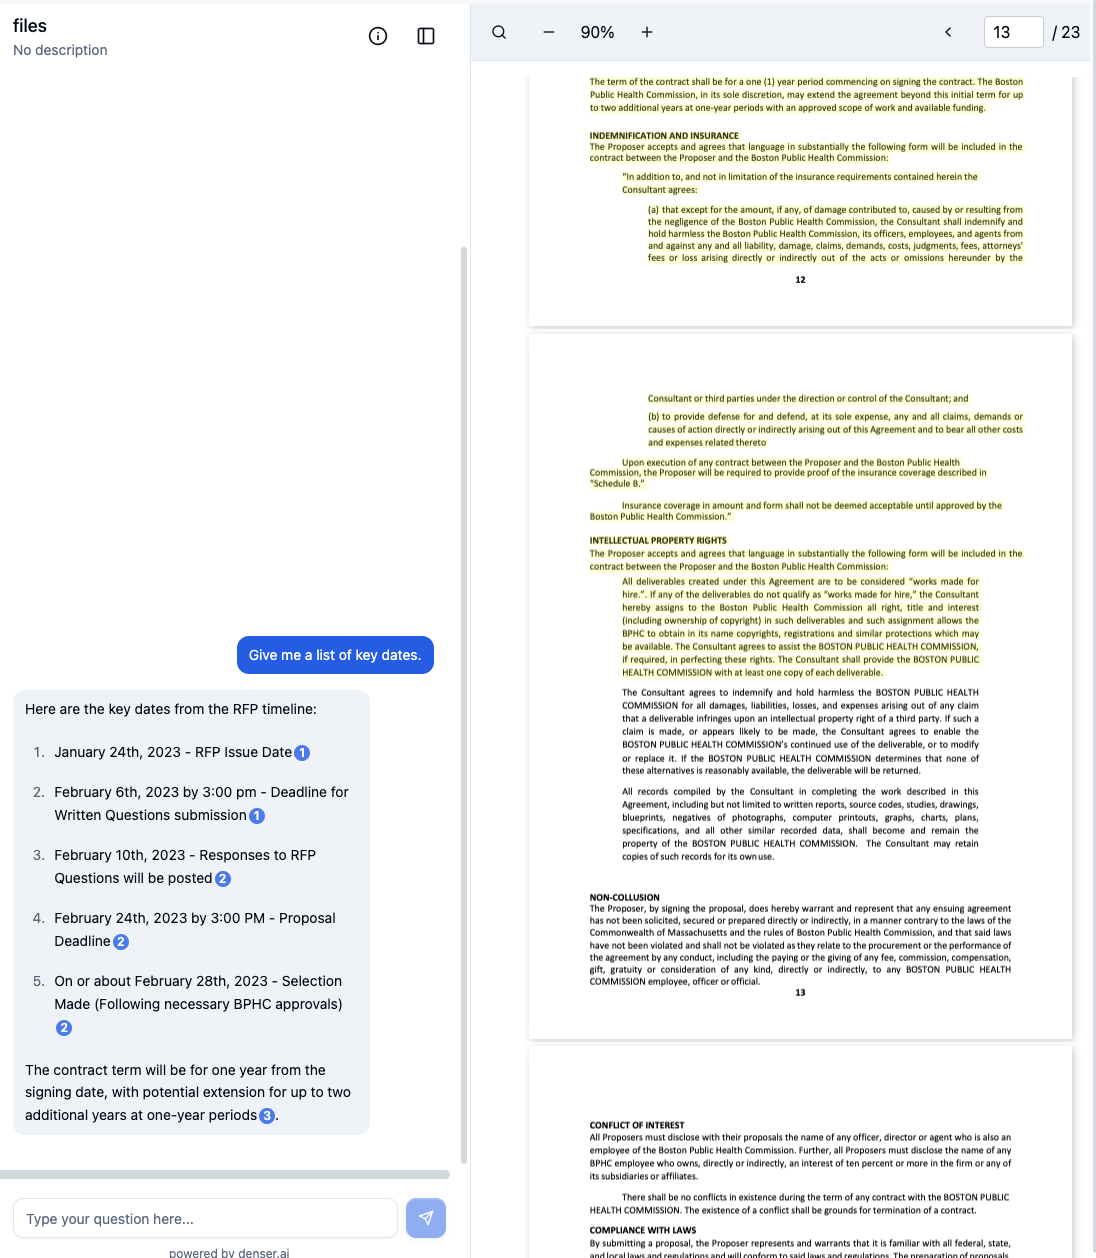 files
No description
Give me a list of key dates.
Here are the key dates from the RFP timeline:
1. January 24th, 2023 - RFP Issue Date 1
2. February 6th, 2023 by 3:00 pm - Deadline for
Written Questions submission 1
3. February 10th, 2023 - Responses to RFP
Questions will be posted 2
4. February 24th, 2023 by 3:00 PM - Proposal
Deadline 2
5. On or about February 28th, 2023 - Selection
Made (Following necessary BPHC approvals)
2
The contract term will be for one year from the
signing date, with potential extension for up to two
additional years at one-year periods 3.
Type your question here...
powered by denser.ai
90%
13 / 23
The term of the contract shall be for a one (1) year period commencing on signing the contract. The Boston
Public Health Commission, in its sole discretion, may extend the agreement beyond this initial term for up
to two additional years at one-year periods with an approved scope of work and available funding.
INDEMNIFICATION AND INSURANCE
The Proposer accepts and agrees that language in substantially the following form will be included in the
contract between the Proposer and the Boston Public Health Commission:
“In addition to, and not in limitation of the insurance requirements contained herein the
Consultant agrees:
(a) that except for the amount, if any, of damage contributed to, caused by or resulting from
the negligence of the Boston Public Health Commission, the Consultant shall indemnify and
hold harmless the Boston Public Health Commission, its officers, employees, and agents from
and against any and all liability, damage, claims, demands, costs, judgments, fees, attorneys'
fees or loss arising directly or indirectly out of the acts or omissions hereunder by the
12
Consultant or third parties under the direction or control of the Consultant; and
(b) to provide defense for and defend, at its sole expense, any and all claims, demands or
causes of action directly or indirectly arising out of this Agreement and to bear all other costs
and expenses related thereto
Upon execution of any contract between the Proposer and the Boston Public Health
Commission, the Proposer will be required to provide proof of the insurance coverage described in
“Schedule B.”
Insurance coverage in amount and form shall not be deemed acceptable until approved by the
Boston Public Health Commission.”
INTELLECTUAL PROPERTY RIGHTS
The Proposer accepts and agrees that language in substantially the following form will be included in the
contract between the Proposer and the Boston Public Health Commission:
All deliverables created under this Agreement are to be considered “works made for
hire.”. If any of the deliverables do not qualify as “works made for hire,” the Consultant
hereby assigns to the Boston Public Health Commission all right, title and interest
(including ownership of copyright) in such deliverables and such assignment allows the
BPHC to obtain in its name copyrights, registrations and similar protections which may
be available. The Consultant agrees to assist the BOSTON PUBLIC HEALTH COMMISSION,
if required, in perfecting these rights. The Consultant shall provide the BOSTON PUBLIC
HEALTH COMMISSION with at least one copy of each deliverable.
The Consultant agrees to indemnify and hold harmless the BOSTON PUBLIC HEALTH
COMMISSION for all damages, liabilities, losses, and expenses arising out of any claim
that a deliverable infringes upon an intellectual property right of a third party. If such a
claim is made, or appears likely to be made, the Consultant agrees to enable the
BOSTON PUBLIC HEALTH COMMISSION's continued use of the deliverable, or to modify
or replace it. If the BOSTON PUBLIC HEALTH COMMISSION determines that none of
these alternatives is reasonably available, the deliverable will be returned.
All records compiled by the Consultant in completing the work described in this
Agreement, including but not limited to written reports, source codes, studies, drawings,
blueprints, negatives of photographs, computer printouts, graphs, charts, plans,
specifications, and all other similar recorded data, shall become and remain the
property of the BOSTON PUBLIC HEALTH COMMISSION. The Consultant may retain
copies of such records for its own use.
NON-COLLUSION
The Proposer, by signing the proposal, does hereby warrant and represent that any ensuing agreement
has not been solicited, secured or prepared directly or indirectly, in a manner contrary to the laws of the
Commonwealth of Massachusetts and the rules of Boston Public Health Commission, and that said laws
have not been violated and shall not be violated as they relate to the procurement or the performance of
the agreement by any conduct, including the paying or the giving of any fee, commission, compensation,
gift, gratuity or consideration of any kind, directly or indirectly, to any BOSTON PUBLIC HEALTH
COMMISSION employee, officer or official.
13
CONFLICT OF INTEREST
All Proposers must disclose with their proposals the name of any officer, director or agent who is also an
employee of the Boston Public Health Commission. Further, all Proposers must disclose the name of any
BPHC employee who owns, directly or indirectly, an interest of ten percent or more in the firm or any of
its subsidiaries or affiliates.
There shall be no conflicts in existence during the term of any contract with the BOSTON PUBLIC
HEALTH COMMISSION. The existence of a conflict shall be grounds for termination of a contract.
COMPLIANCE WITH LAWS
By submitting a proposal, the Proposer represents and warrants that it is familiar with all federal, state,
and local laws and regulations and will conform to said laws and regulations. The preparation of proposals,